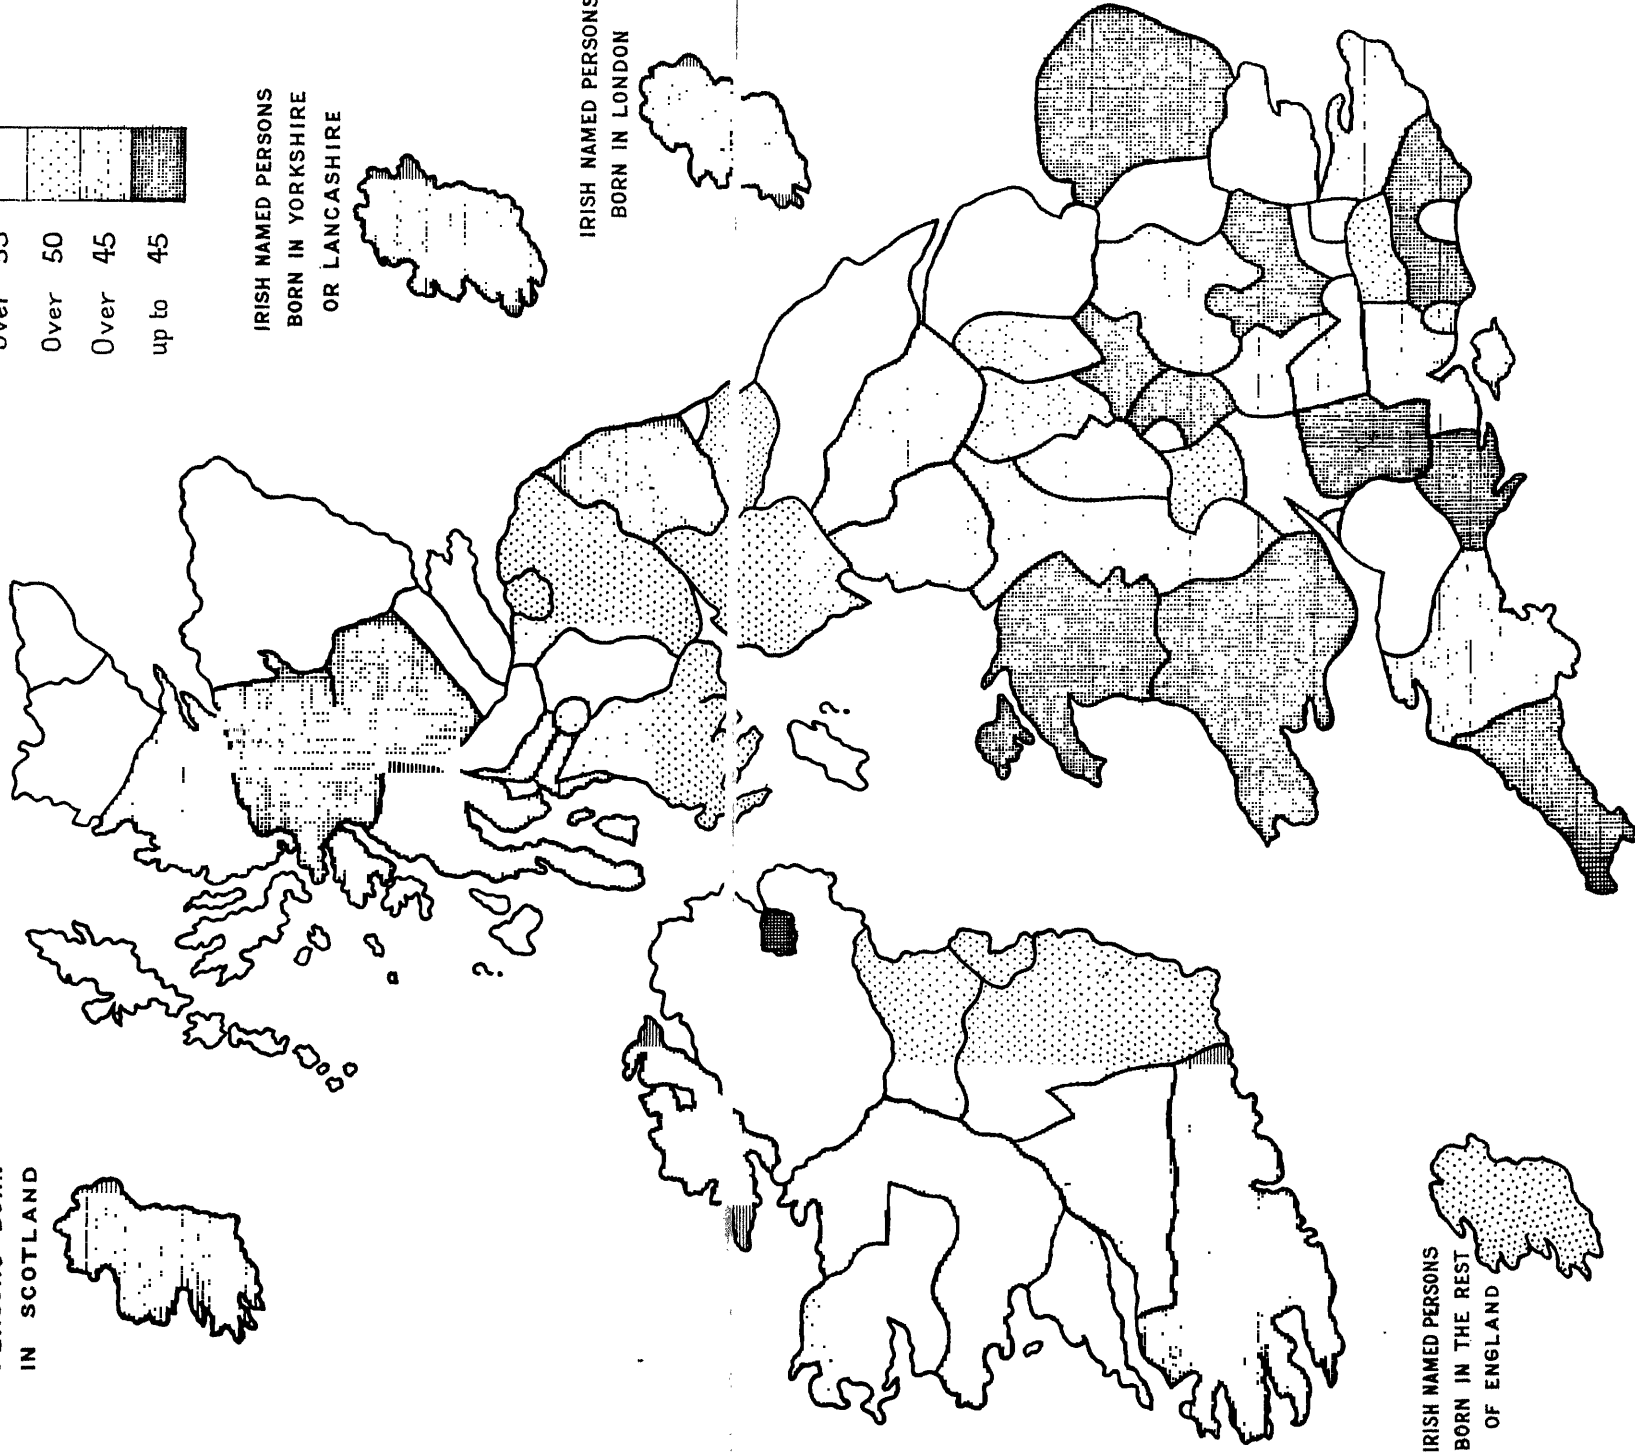 Over 50
Over 45
up to 45
IRISH NAMED PERSONS
BORN IN YORKSHIRE
OR LANCASHIRE
IRISH NAMED PERSONS
BORN IN LONDON
?
?
IN SCOTLAND
IRISH NAMED PERSONS
BORN IN THE REST
OF ENGLAND